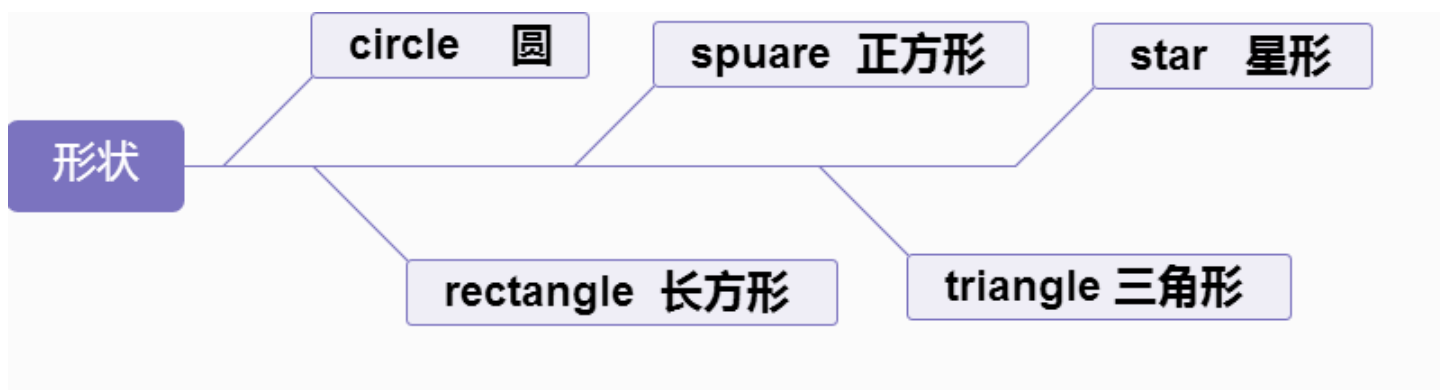 形状
circle 圆
spuare 正方形
star 星形
rectangle 长方形
triangle 三角形